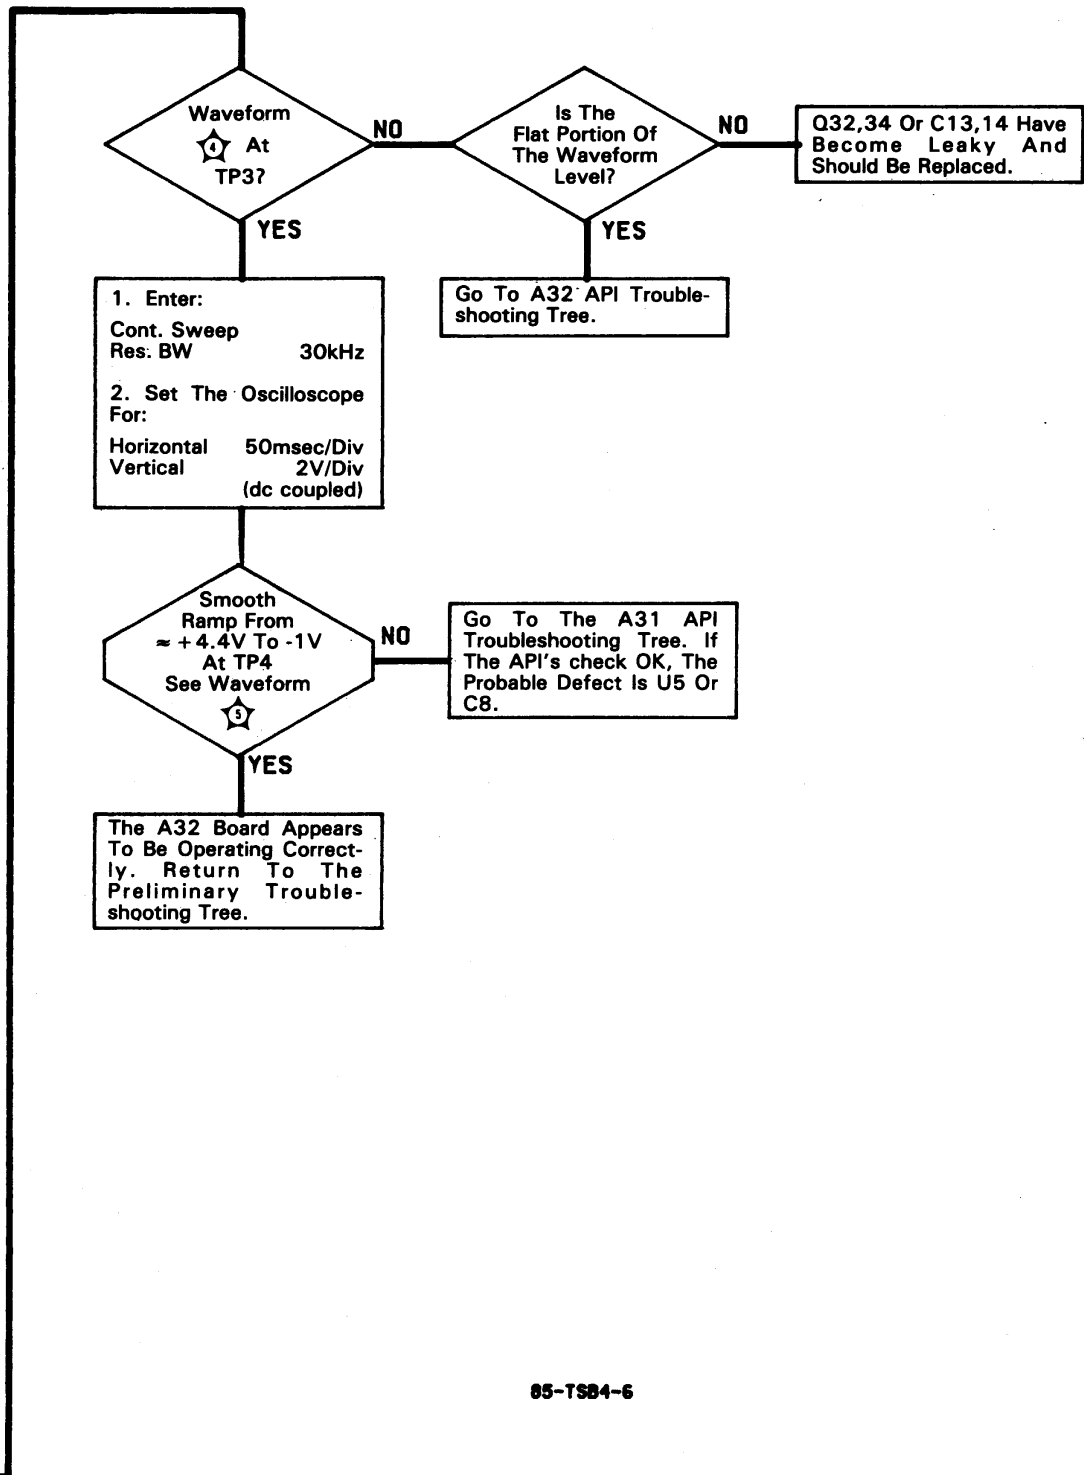 Waveform
4 At
TP3?
NO
YES
Is The
Flat Portion Of
The Waveform
Level?
NO
YES
Q32,34 Or C13,14 Have
Become Leaky And
Should Be Replaced.
Go To A32 API Trouble-
shooting Tree.
1. Enter:
Cont. Sweep
Res. BW 30kHz
2. Set The Oscilloscope
For:
Horizontal 50msec/Div
Vertical 2V/Div
(dc coupled)
Smooth
Ramp From
≈ +4.4V To -1V
At TP4
See Waveform
5
NO
YES
Go To The A31 API
Troubleshooting Tree. If
The API's check OK, The
Probable Defect Is U5 Or
C8.
The A32 Board Appears
To Be Operating Correct-
ly. Return To The
Preliminary Trouble-
shooting Tree.
85-TSB4-6